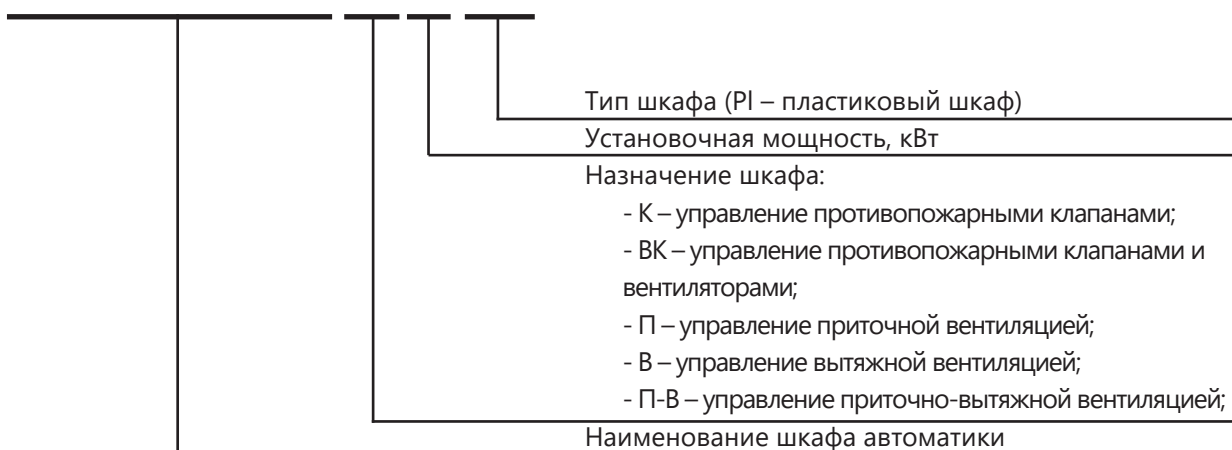 Тип шкафа (Pl – пластиковый шкаф)
Установочная мощность, кВт
Назначение шкафа:
- К – управление противопожарными клапанами;
- ВК – управление противопожарными клапанами и
вентиляторами;
- П – управление приточной вентиляцией;
- В – управление вытяжной вентиляцией;
- П-В – управление приточно-вытяжной вентиляцией;
Наименование шкафа автоматики